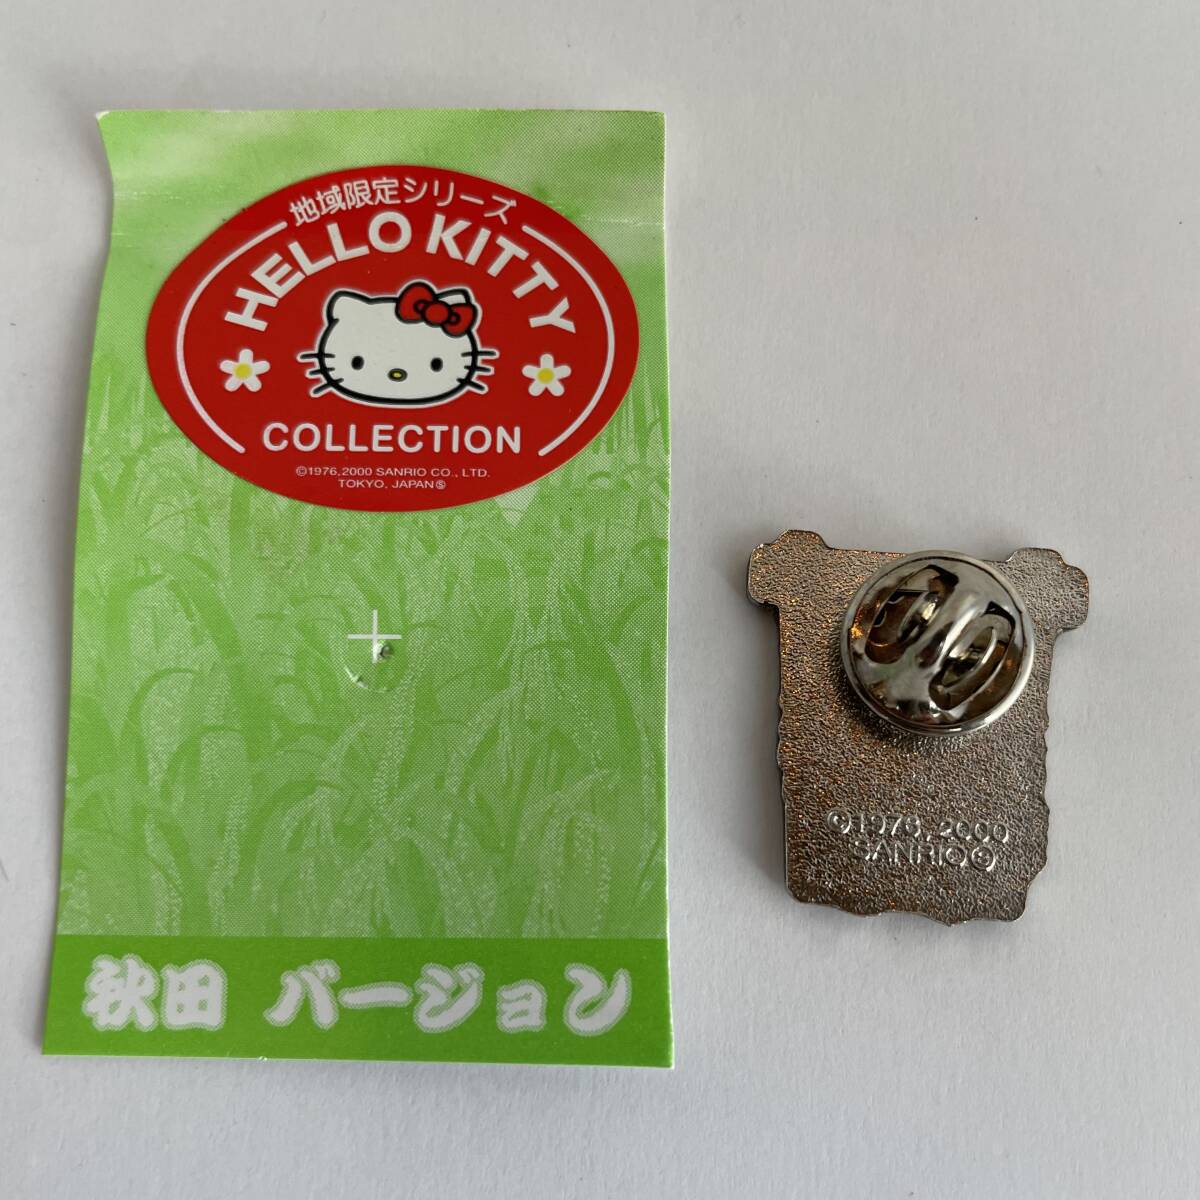 地域限定シリーズ
HELLO KITTY
COLLECTION
©1976,2000 SANRIO CO., LTD.
TOKYO, JAPAN Ⓢ
秋田 バージョン
©1976, 2000
SANRIO Ⓢ